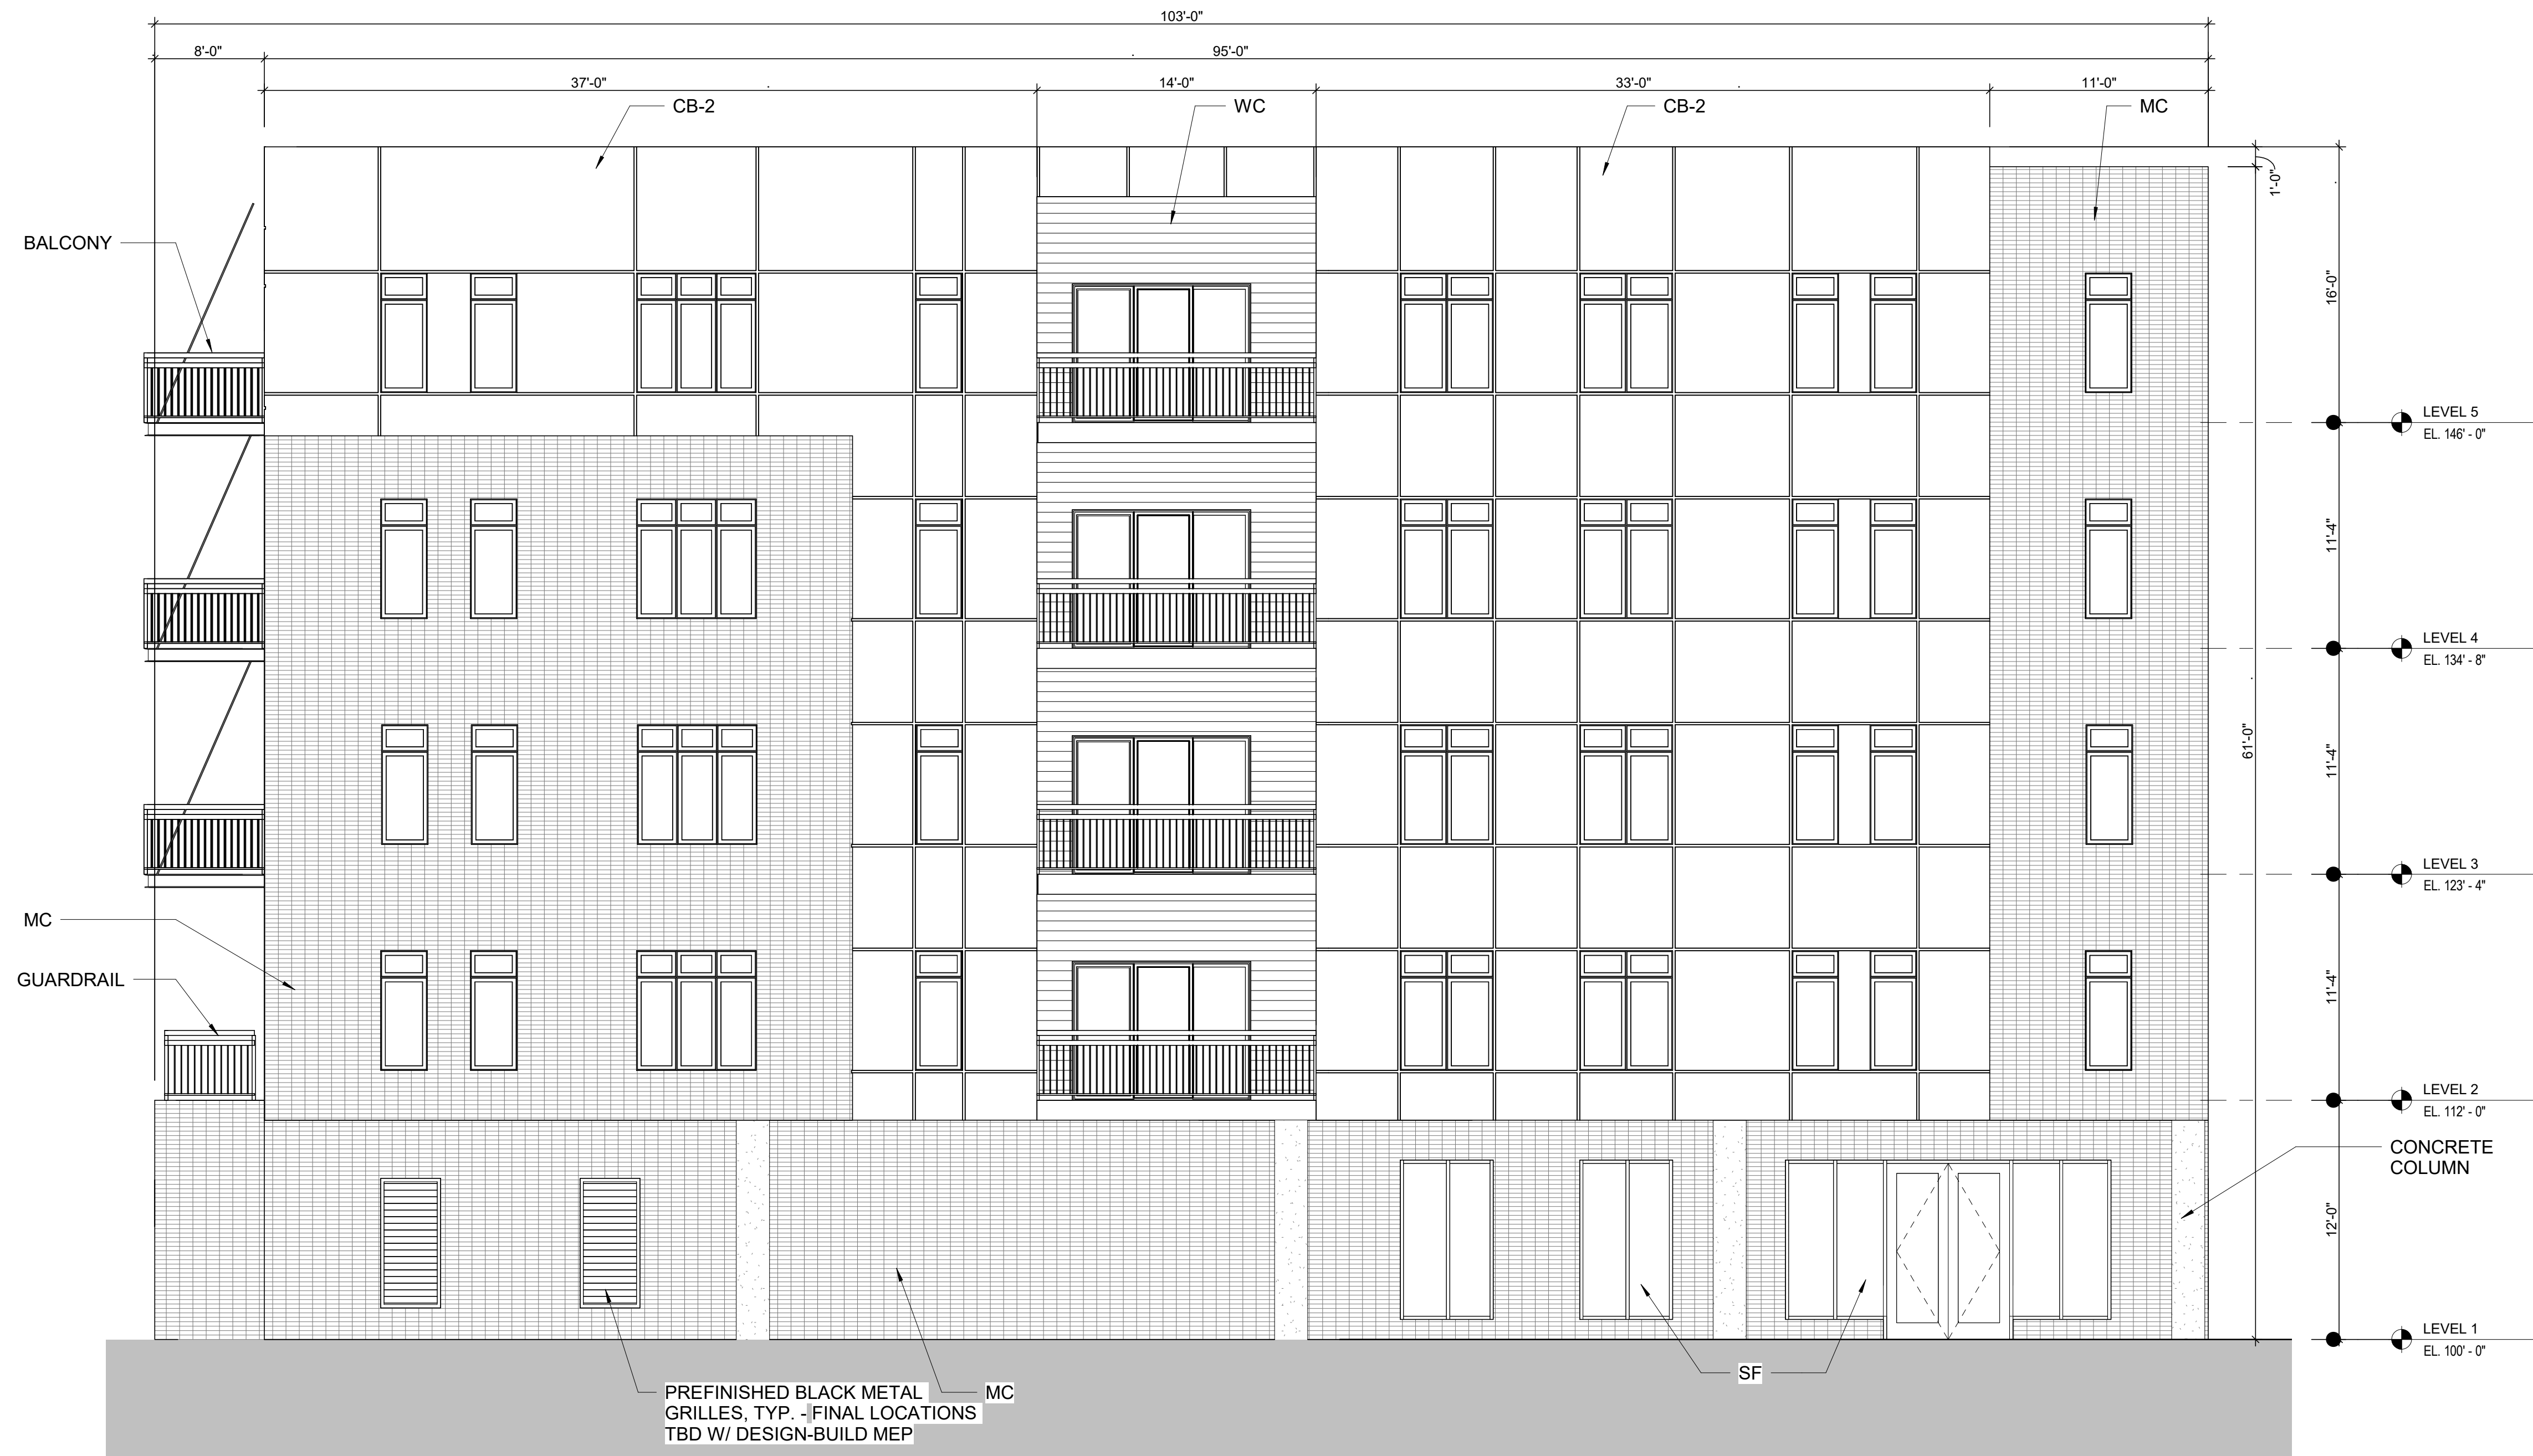 103'-0"
8'-0"
95'-0"
37'-0"
14'-0"
33'-0"
11'-0"
CB-2
WC
CB-2
MC
1'-0"
BALCONY
16'-0"
LEVEL 5
EL. 146' - 0"
11'-4"
LEVEL 4
EL. 134' - 8"
61'-0"
11'-4"
LEVEL 3
EL. 123' - 4"
MC
GUARDRAIL
11'-4"
LEVEL 2
EL. 112' - 0"
CONCRETE
COLUMN
12'-0"
LEVEL 1
EL. 100' - 0"
SF
PREFINISHED BLACK METAL
GRILLES, TYP. - FINAL LOCATIONS
TBD W/ DESIGN-BUILD MEP
MC